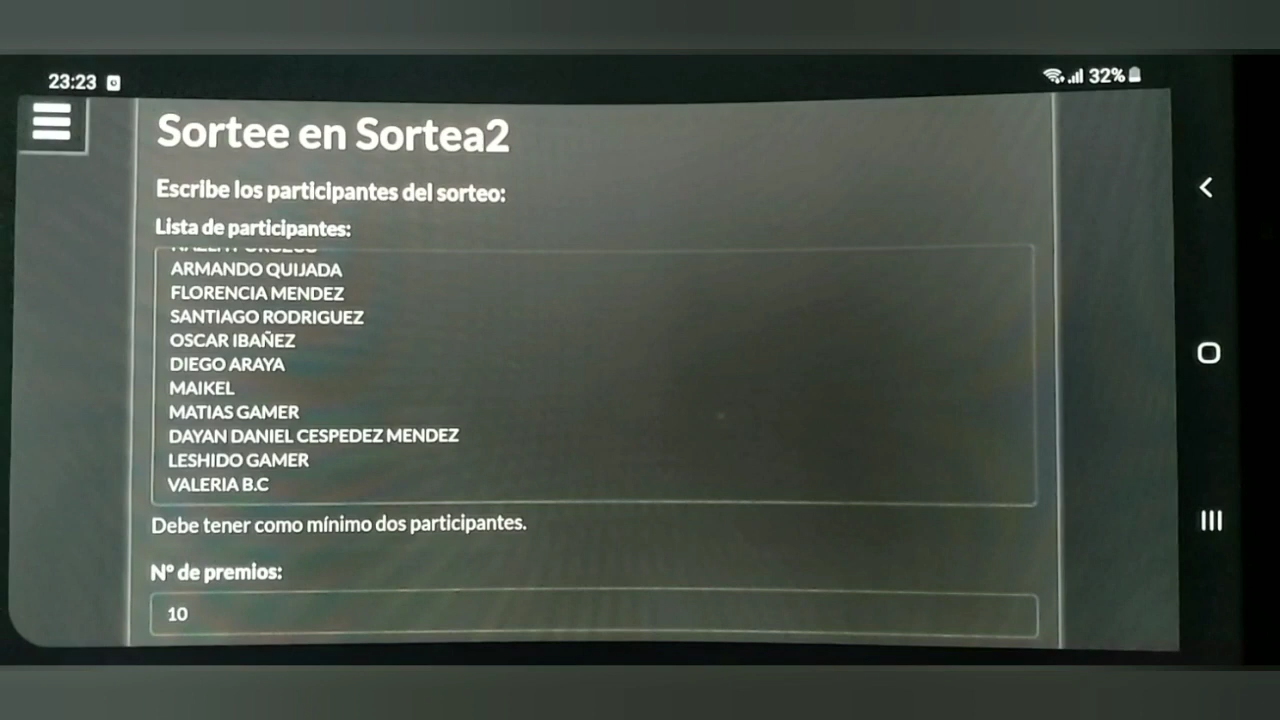 23:23
32%
Sortee en Sortea2
Escribe los participantes del sorteo:
Lista de participantes:
ARMANDO QUIJADA
FLORENCIA MENDEZ
SANTIAGO RODRIGUEZ
OSCAR IBAÑEZ
DIEGO ARAYA
MAIKEL
MATIAS GAMER
DAYAN DANIEL CESPEDEZ MENDEZ
LESHIDO GAMER
VALERIA B.C
Debe tener como mínimo dos participantes.
Nº de premios:
10